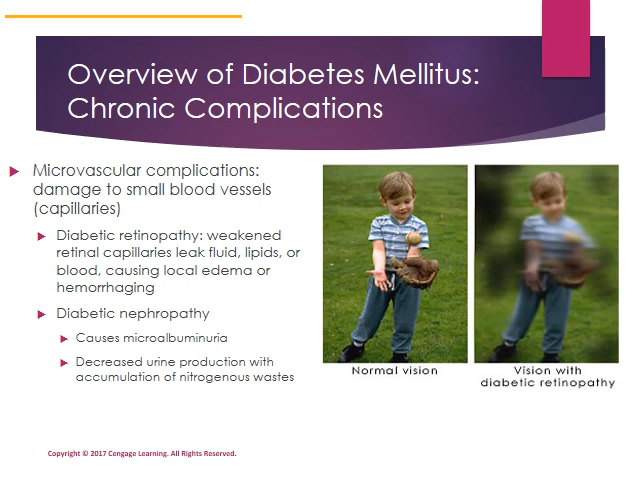 Overview of Diabetes Mellitus:
Chronic Complications
Microvascular complications:
damage to small blood vessels
(capillaries)
Diabetic retinopathy: weakened
retinal capillaries leak fluid, lipids, or
blood, causing local edema or
hemorrhaging
Diabetic nephropathy
Causes microalbuminuria
Decreased urine production with
accumulation of nitrogenous wastes
Normal vision
Vision with
diabetic retinopathy
Copyright © 2017 Cengage Learning. All Rights Reserved.